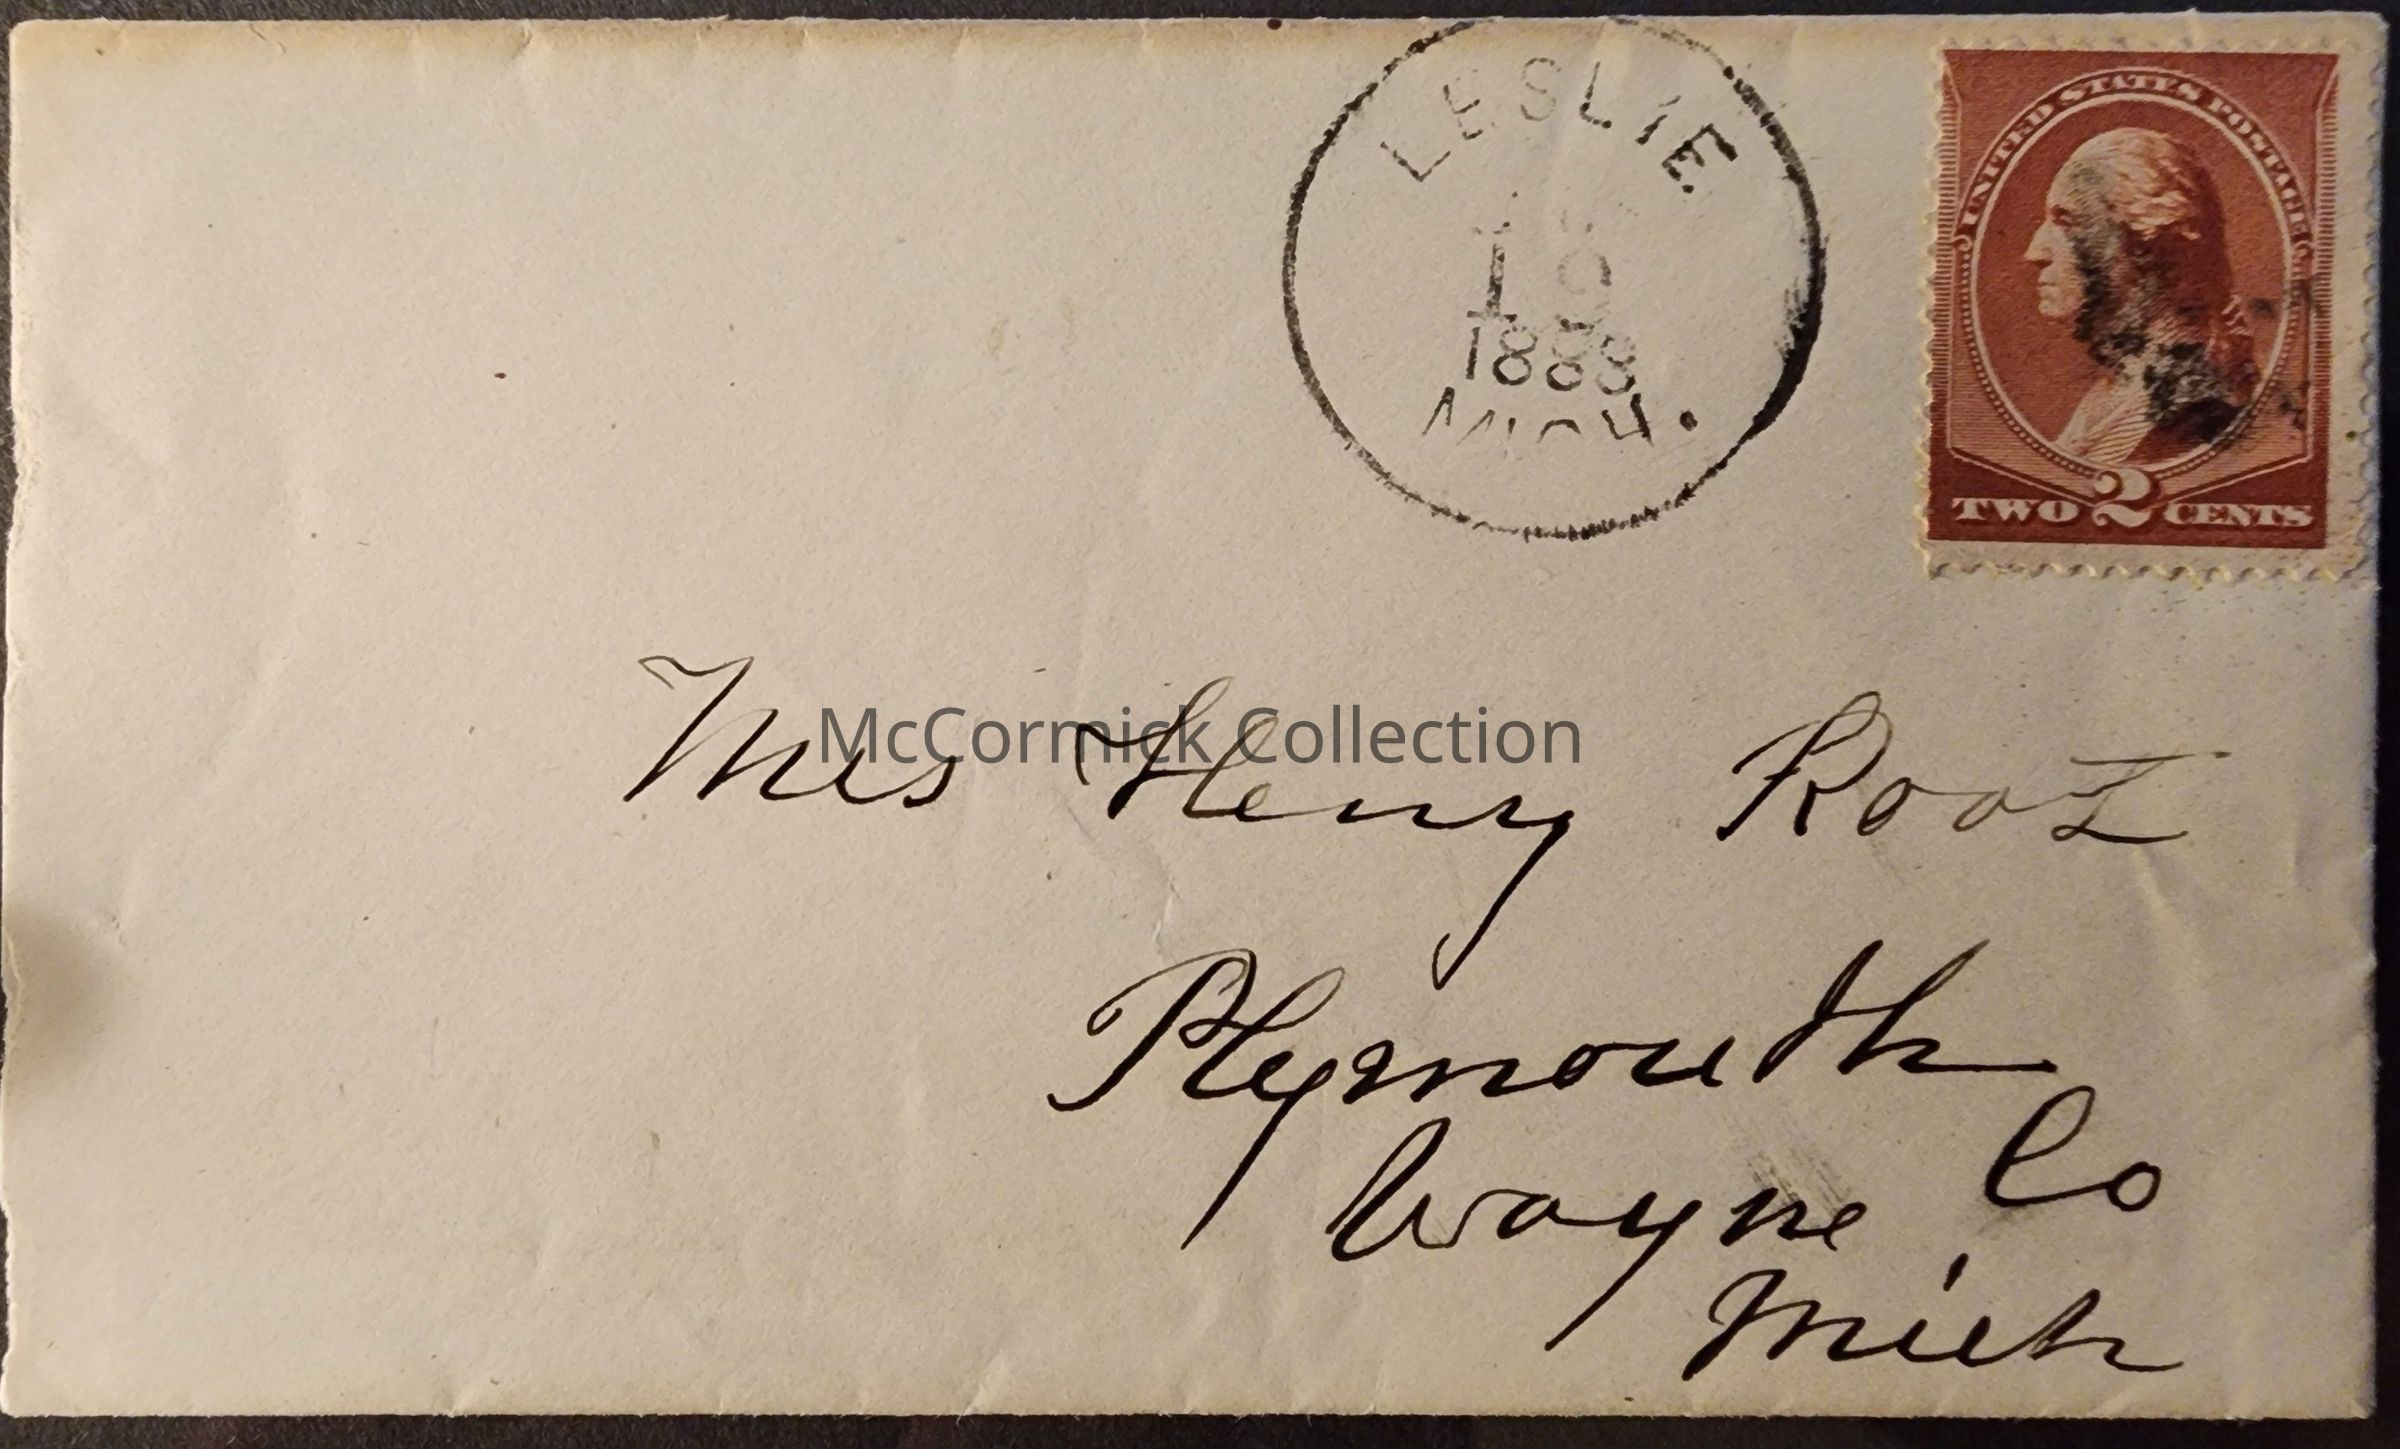 LESLIE
1888
MICH.
UNITED STATES POSTAGE
TWO 2 CENTS
Mrs Henry Root
McCormick Collection
Plymouth
Wayne Co
Mich